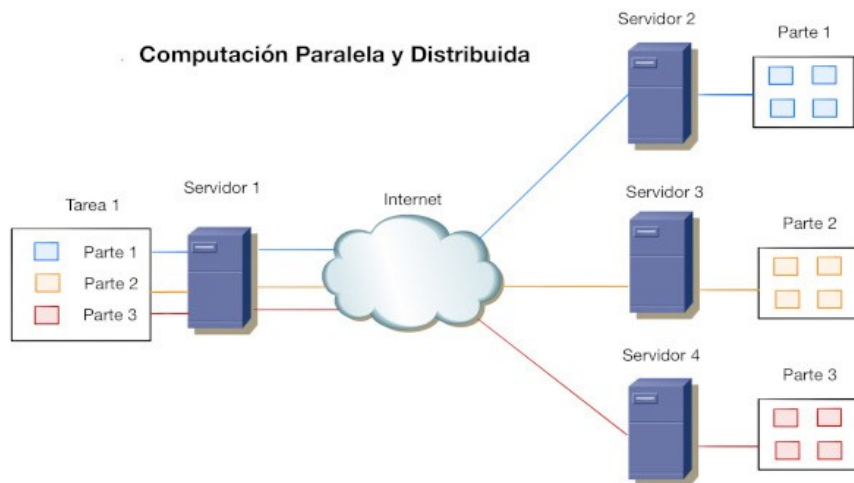 Computación Paralela y Distribuida
Servidor 2
Parte 1
Servidor 1
Internet
Servidor 3
Tarea 1
Parte 2
Parte 1
Parte 2
Parte 3
Servidor 4
Parte 3